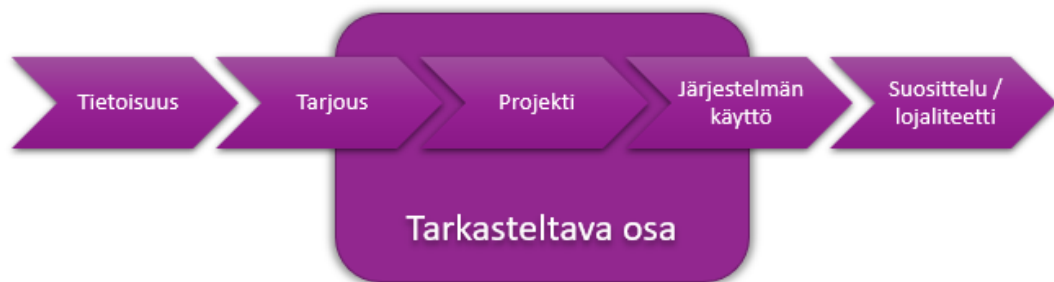 Tietoisuus
Tarjous
Projekti
Järjestelmän
käyttö
Suosittelu /
lojaliteetti
Tarkasteltava osa